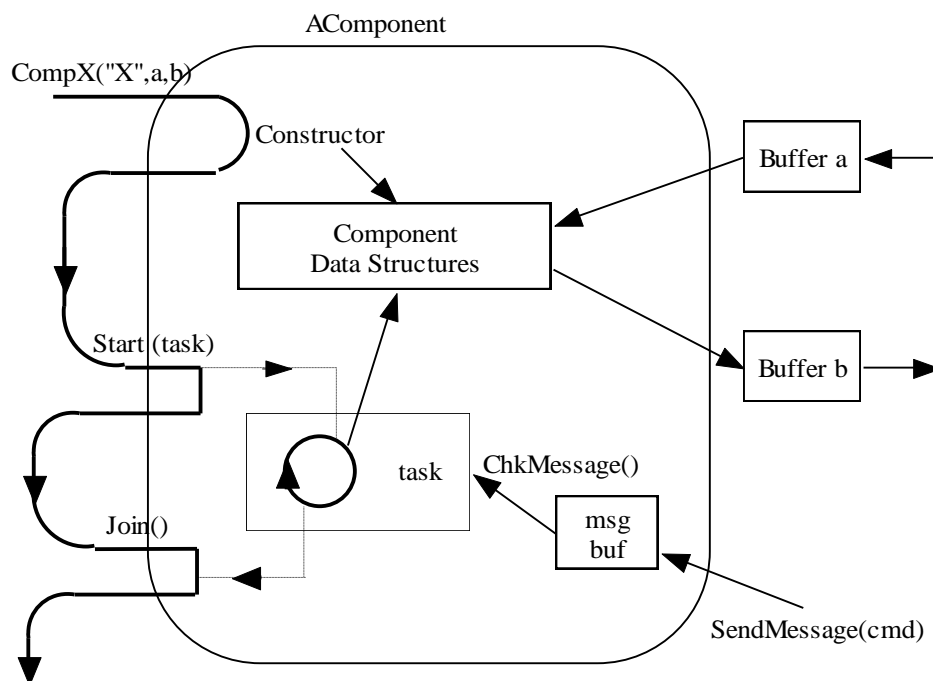 AComponent
CompX("X",a,b)
Constructor
Buffer a
Component
Data Structures
Start (task)
Buffer b
task
ChkMessage()
msg
buf
Join()
SendMessage(cmd)